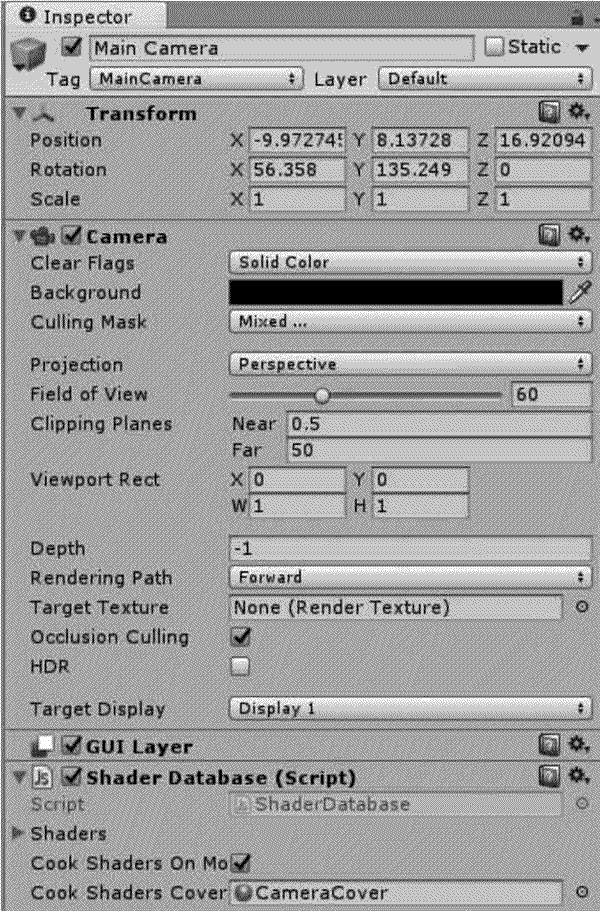 Inspector
Main Camera Static
Tag MainCamera Layer Default
Transform
Position X -9.972745 Y 8.13728 Z 16.92094
Rotation X 56.358 Y 135.249 Z 0
Scale X 1 Y 1 Z 1
Camera
Clear Flags Solid Color
Background
Culling Mask Mixed ...
Projection Perspective
Field of View 60
Clipping Planes Near 0.5
Far 50
Viewport Rect X 0 Y 0
W 1 H 1
Depth -1
Rendering Path Forward
Target Texture None (Render Texture)
Occlusion Culling
HDR
Target Display Display 1
GUI Layer
Js Shader Database (Script)
Script ShaderDatabase
Shaders
Cook Shaders On Mo
Cook Shaders Cover CameraCover